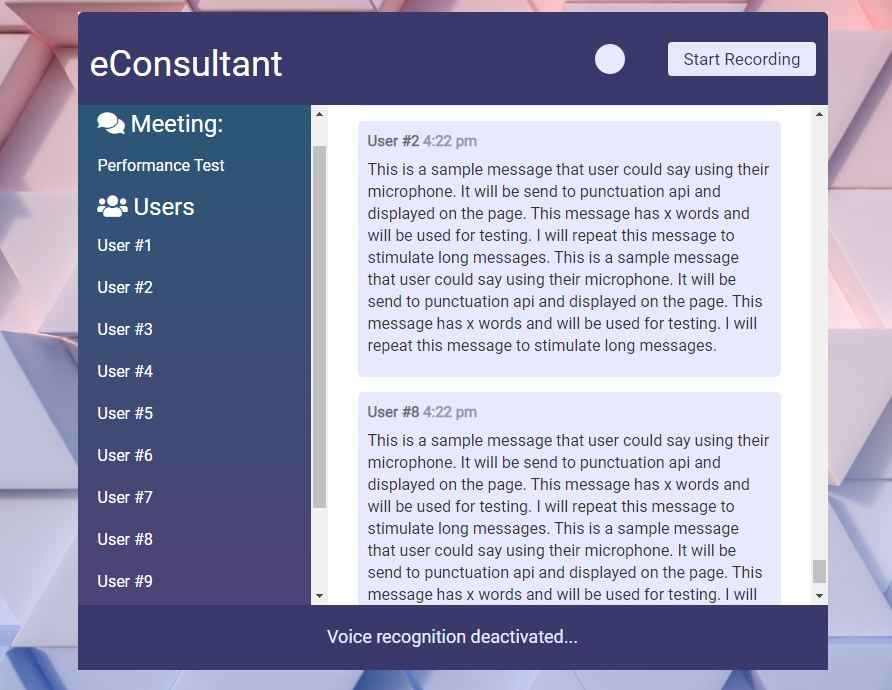 eConsultant
Start Recording
Meeting:
Performance Test
Users
User #1
User #2
User #3
User #4
User #5
User #6
User #7
User #8
User #9
User #2 4:22 pm
This is a sample message that user could say using their
microphone. It will be send to punctuation api and
displayed on the page. This message has x words and
will be used for testing. I will repeat this message to
stimulate long messages. This is a sample message
that user could say using their microphone. It will be
send to punctuation api and displayed on the page. This
message has x words and will be used for testing. I will
repeat this message to stimulate long messages.
User #8 4:22 pm
This is a sample message that user could say using their
microphone. It will be send to punctuation api and
displayed on the page. This message has x words and
will be used for testing. I will repeat this message to
stimulate long messages. This is a sample message
that user could say using their microphone. It will be
send to punctuation api and displayed on the page. This
message has x words and will be used for testing. I will
Voice recognition deactivated...